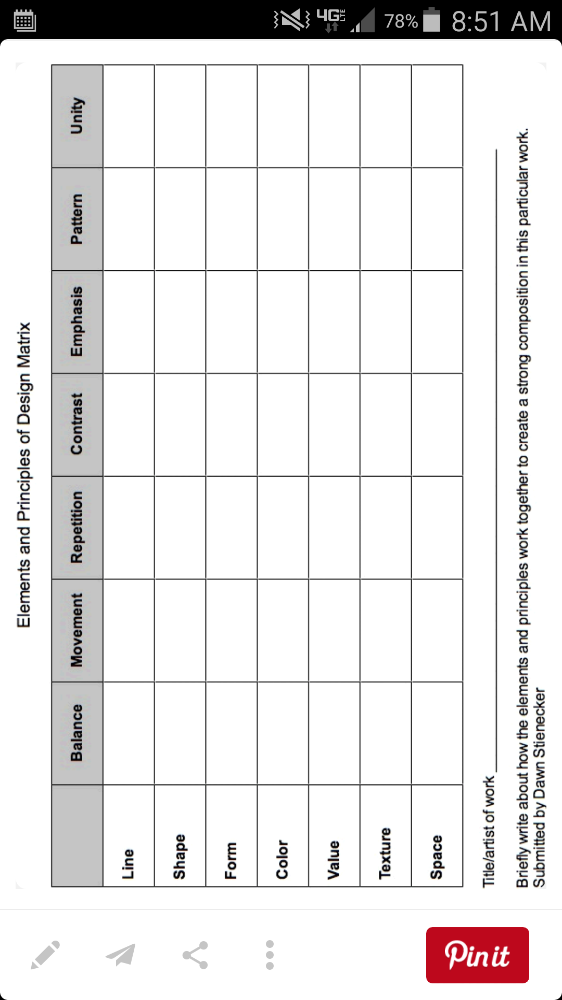 4G LTE 78% 8:51 AM
Elements and Principles of Design Matrix
Balance Movement Repetition Contrast Emphasis Pattern Unity
Line
Shape
Form
Color
Value
Texture
Space
Title/artist of work
Briefly write about how the elements and principles work together to create a strong composition in this particular work.
Submitted by Dawn Stienecker
Pin it